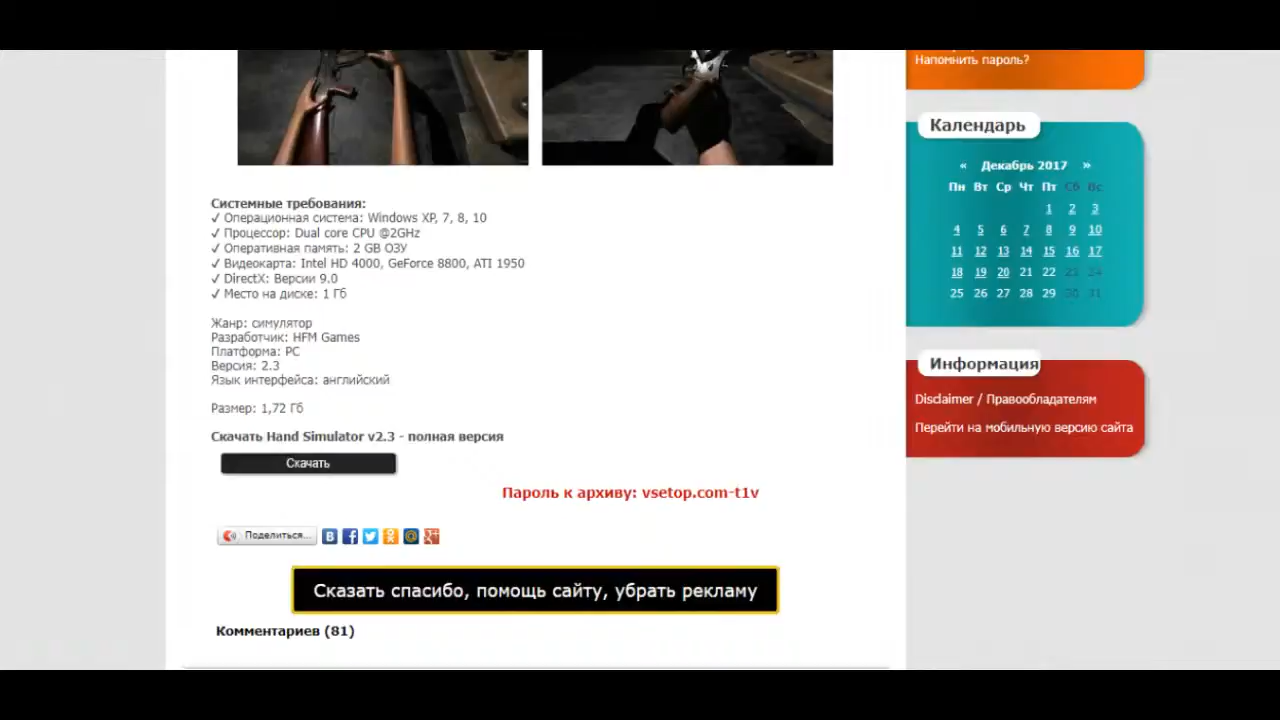 Напомнить пароль?
Календарь
« Декабрь 2017 »
Пн Вт Ср Чт Пт Сб Вс
1 2 3
4 5 6 7 8 9 10
11 12 13 14 15 16 17
18 19 20 21 22 23 24
25 26 27 28 29 30 31
Системные требования:
✓ Операционная система: Windows XP, 7, 8, 10
✓ Процессор: Dual core CPU @2GHz
✓ Оперативная память: 2 GB ОЗУ
✓ Видеокарта: Intel HD 4000, GeForce 8800, ATI 1950
✓ DirectX: Версии 9.0
✓ Место на диске: 1 Гб
Жанр: симулятор
Разработчик: HFM Games
Платформа: PC
Версия: 2.3
Язык интерфейса: английский
Размер: 1,72 Гб
Скачать Hand Simulator v2.3 - полная версия
Скачать
Пароль к архиву: vsetop.com-t1v
Поделиться...
Сказать спасибо, помощь сайту, убрать рекламу
Комментариев (81)
Информация
Disclaimer / Правообладателям
Перейти на мобильную версию сайта